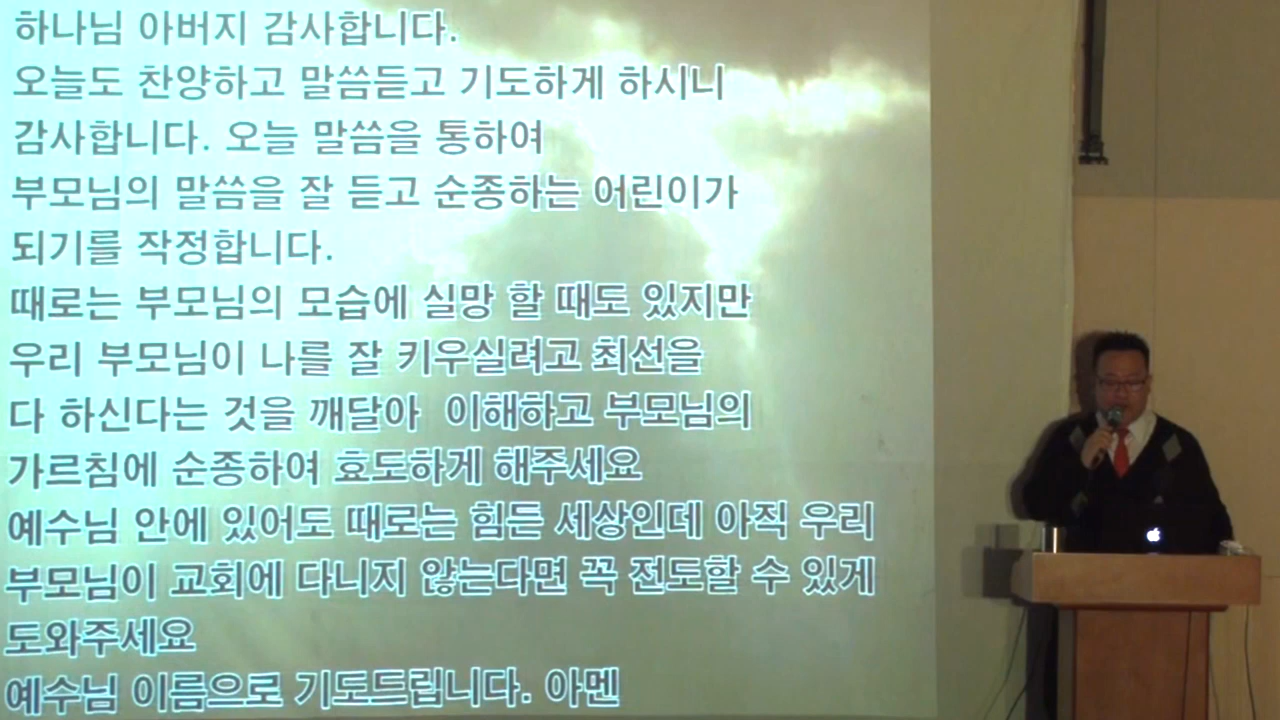 하나님 아버지 감사합니다.
오늘도 찬양하고 말씀듣고 기도하게 하시니
감사합니다. 오늘 말씀을 통하여
부모님의 말씀을 잘 듣고 순종하는 어린이가
되기를 작정합니다.
때로는 부모님의 모습에 실망 할 때도 있지만
우리 부모님이 나를 잘 키우실려고 최선을
다 하신다는 것을 깨달아 이해하고 부모님의
가르침에 순종하여 효도하게 해주세요
예수님 안에 있어도 때로는 힘든 세상인데 아직 우리
부모님이 교회에 다니지 않는다면 꼭 전도할 수 있게
도와주세요
예수님 이름으로 기도드립니다. 아멘